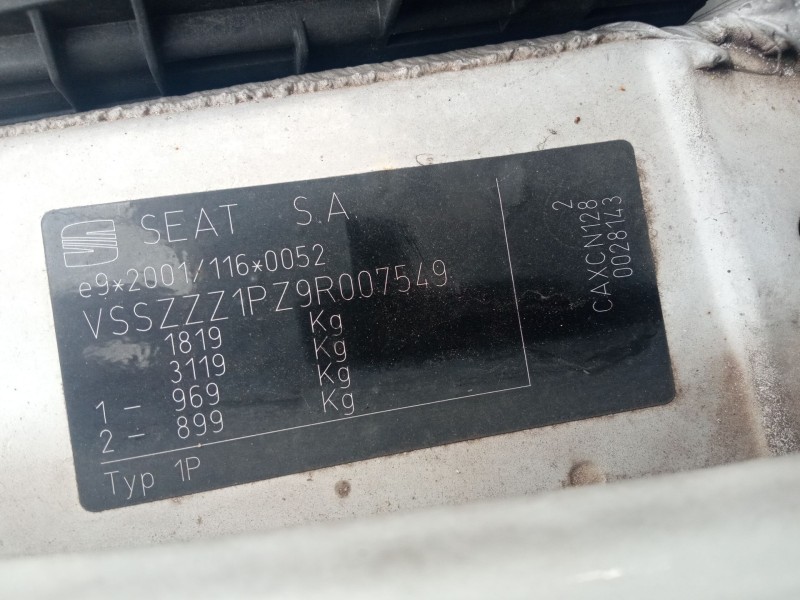 SEAT S.A.
e9*2001/116*0052
VSSZZZ1PZ9R007549
1819 Kg
3119 Kg
1- 969 Kg
2- 899 Kg
Typ 1P
2
CAXCN128
0028143